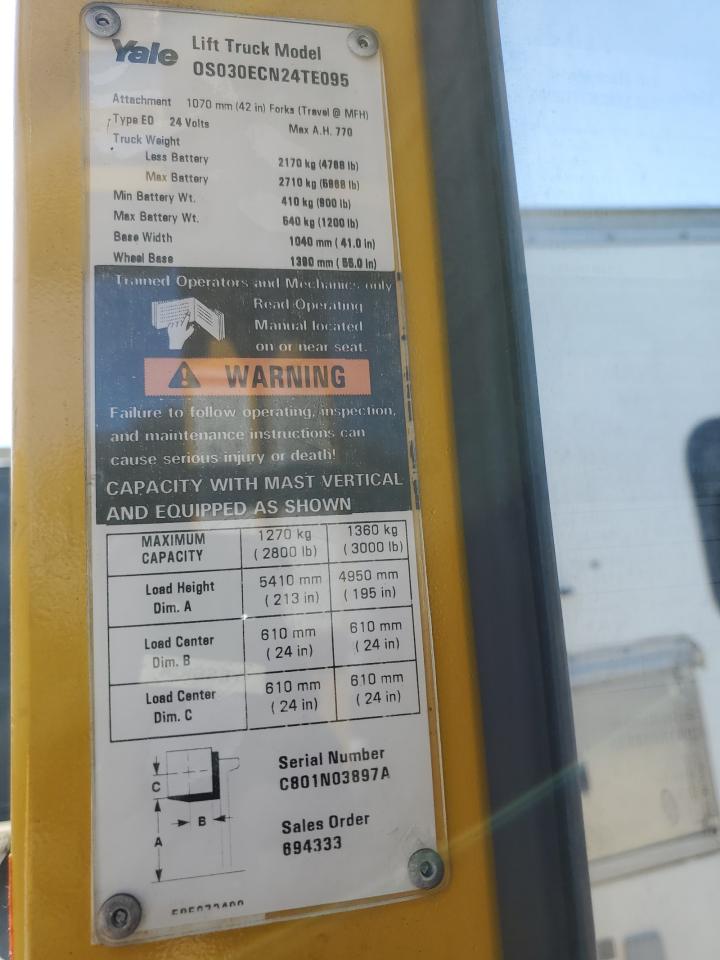 Yale Lift Truck Model
OS030ECN24TE095
Attachment 1070 mm (42 in) Forks (Travel @ MFH)
Type EO 24 Volts Max A.H. 770
Truck Weight
Less Battery 2170 kg (4788 lb)
Max Battery 2710 kg (5988 lb)
Min Battery Wt. 410 kg (900 lb)
Max Battery Wt. 540 kg (1200 lb)
Base Width 1040 mm ( 41.0 in)
Wheel Base 1390 mm ( 55.0 in)
Trained Operators and Mechanics only
Read Operating
Manual located
on or near seat.
WARNING
Failure to follow operating, inspection,
and maintenance instructions can
cause serious injury or death!
CAPACITY WITH MAST VERTICAL
AND EQUIPPED AS SHOWN
MAXIMUM CAPACITY 1270 kg ( 2800 lb) 1360 kg ( 3000 lb)
Load Height Dim. A 5410 mm ( 213 in) 4950 mm ( 195 in)
Load Center Dim. B 610 mm ( 24 in) 610 mm ( 24 in)
Load Center Dim. C 610 mm ( 24 in) 610 mm ( 24 in)
C
B
A
Serial Number
C801N03897A
Sales Order
694333